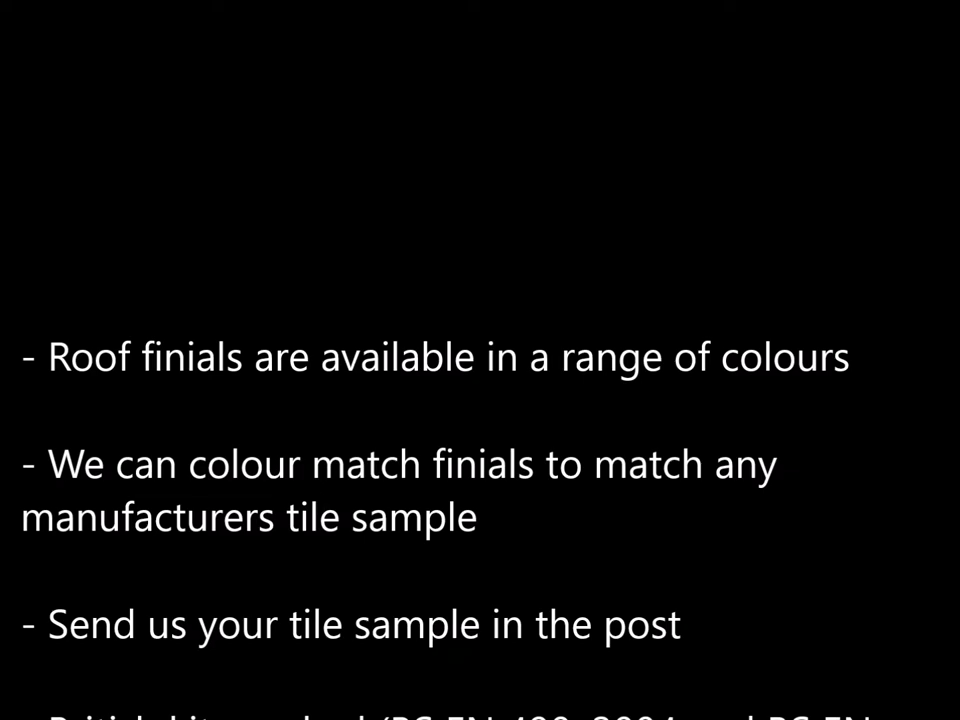 - Roof finials are available in a range of colours
- We can colour match finials to match any
manufacturers tile sample
- Send us your tile sample in the post